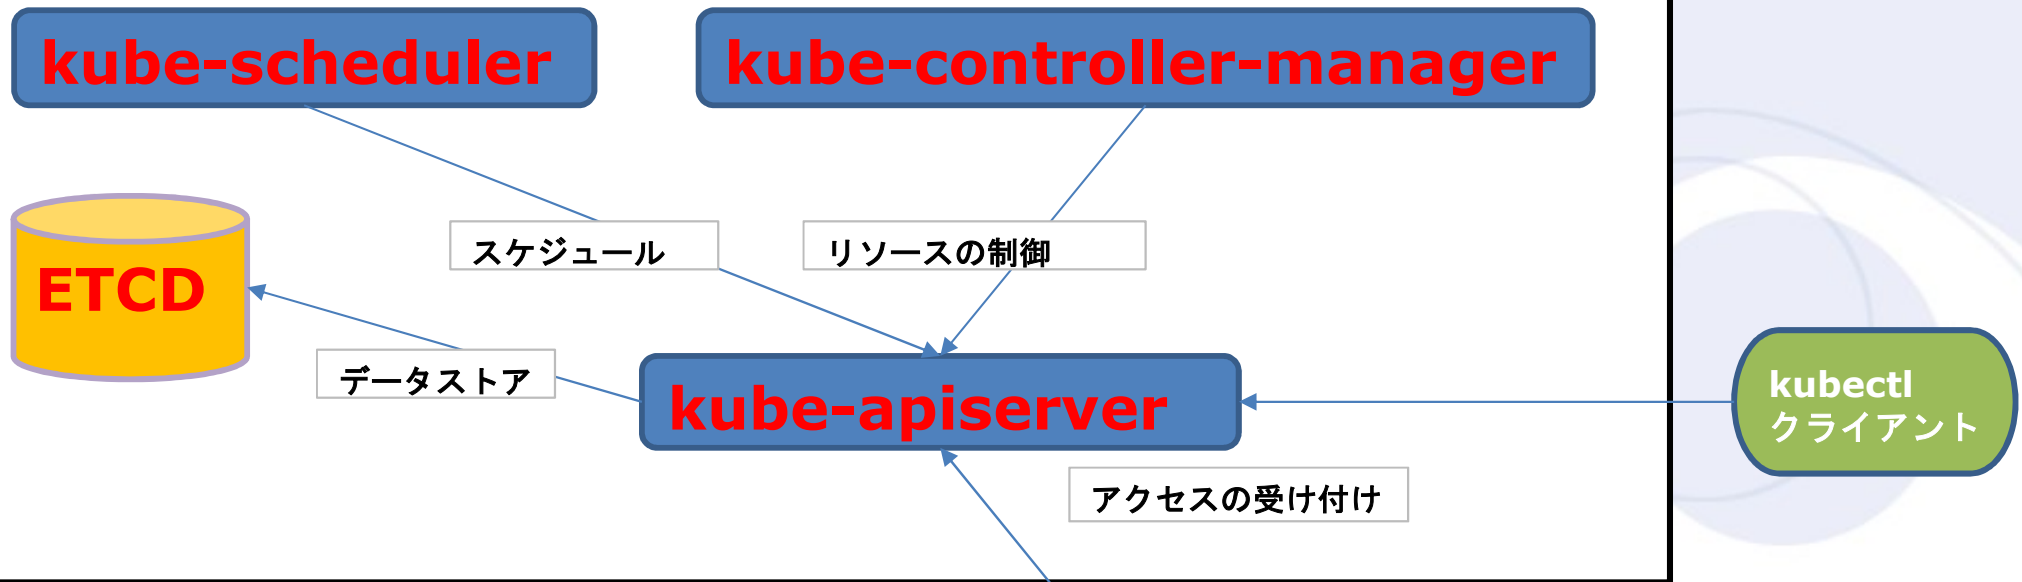 kube-scheduler
kube-controller-manager
スケジュール
リソースの制御
ETCD
データストア
kube-apiserver
kubectl
クライアント
アクセスの受け付け